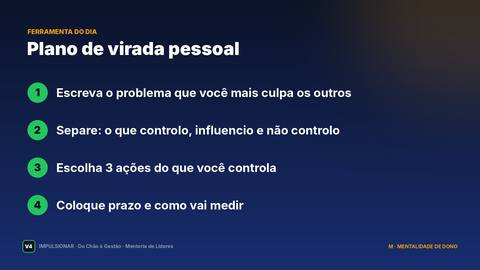 FERRAMENTA DO DIA
Plano de virada pessoal
1 Escreva o problema que você mais culpa os outros
2 Separe: o que controlo, influencio e não controlo
3 Escolha 3 ações do que você controla
4 Coloque prazo e como vai medir
V4 IMPULSIONAR · Do Chão à Gestão · Mentoria de Líderes
M · MENTALIDADE DE DONO